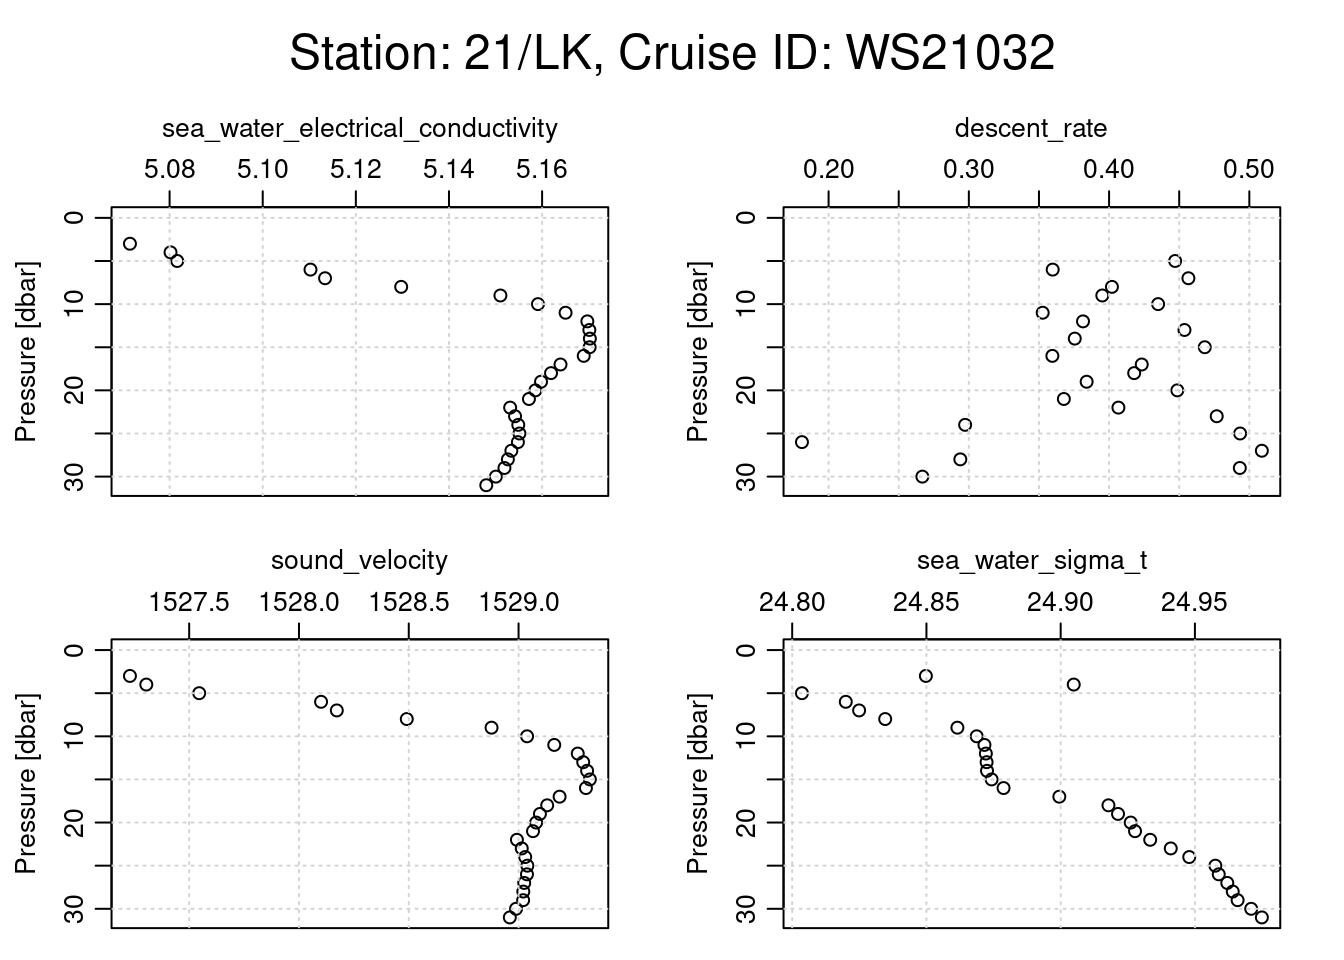 Station: 21/LK, Cruise ID: WS21032
sea_water_electrical_conductivity
5.08 5.10 5.12 5.14 5.16
Pressure [dbar]
0
10
20
30
descent_rate
0.20 0.30 0.40 0.50
Pressure [dbar]
0
10
20
30
sound_velocity
1527.5 1528.0 1528.5 1529.0
Pressure [dbar]
0
10
20
30
sea_water_sigma_t
24.80 24.85 24.90 24.95
Pressure [dbar]
0
10
20
30